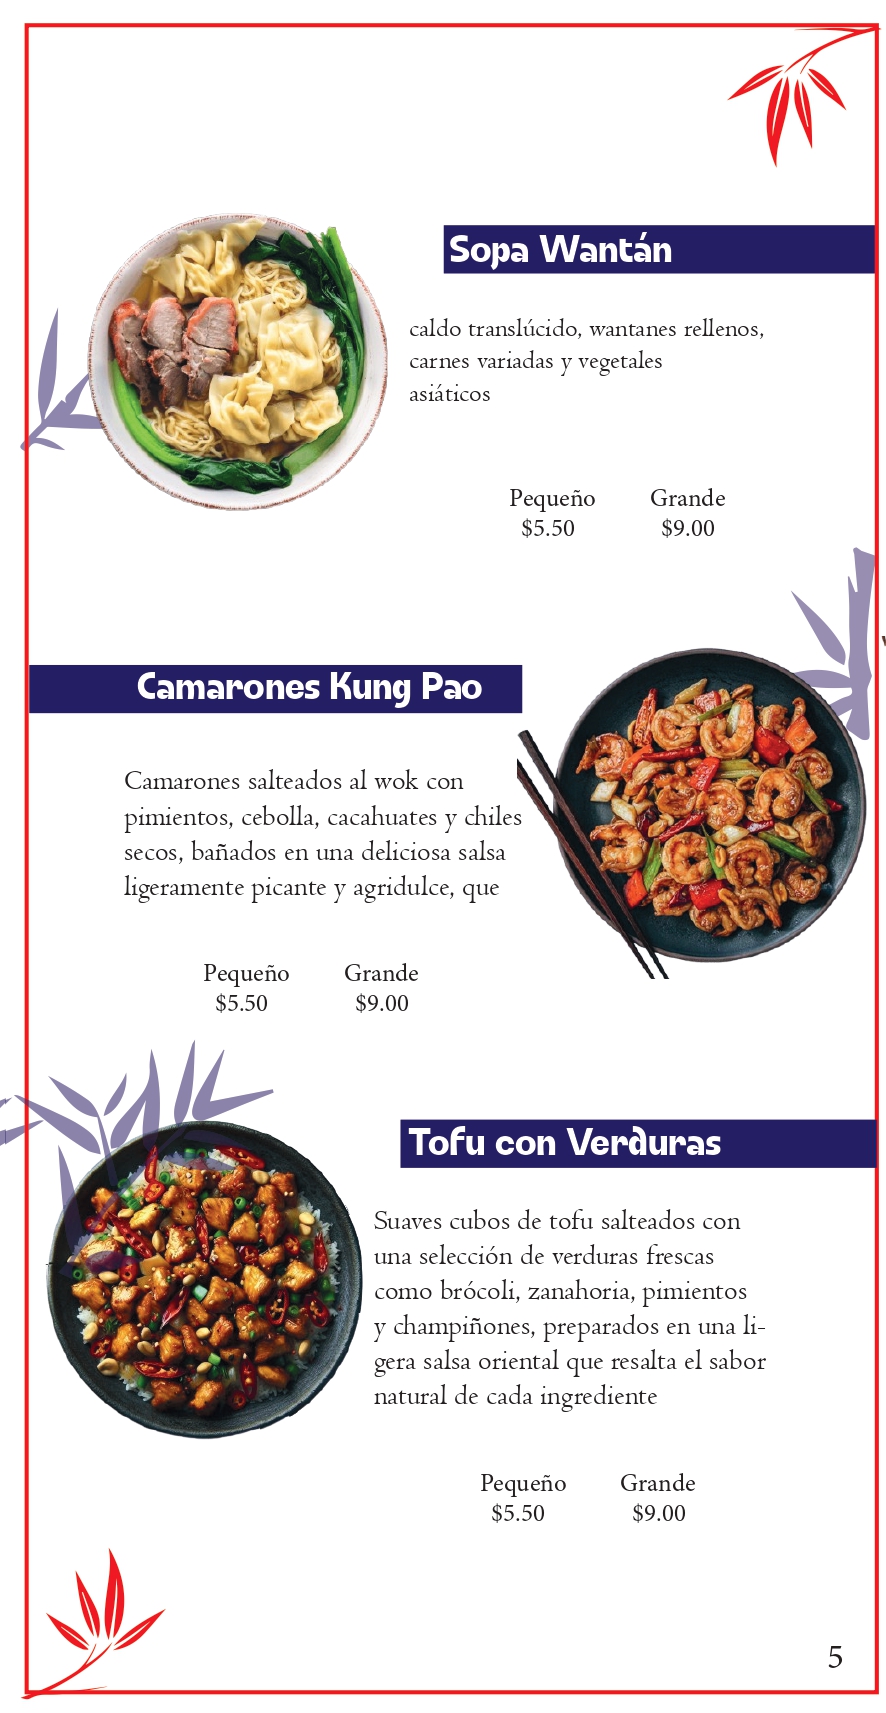 Sopa Wantán
caldo translúcido, wantanes rellenos,
carnes variadas y vegetales
asiáticos
Pequeño Grande
$5.50 $9.00
Camarones Kung Pao
Camarones salteados al wok con
pimientos, cebolla, cacahuates y chiles
secos, bañados en una deliciosa salsa
ligeramente picante y agridulce, que
Pequeño Grande
$5.50 $9.00
Tofu con Verduras
Suaves cubos de tofu salteados con
una selección de verduras frescas
como brócoli, zanahoria, pimientos
y champiñones, preparados en una li-
gera salsa oriental que resalta el sabor
natural de cada ingrediente
Pequeño Grande
$5.50 $9.00
5